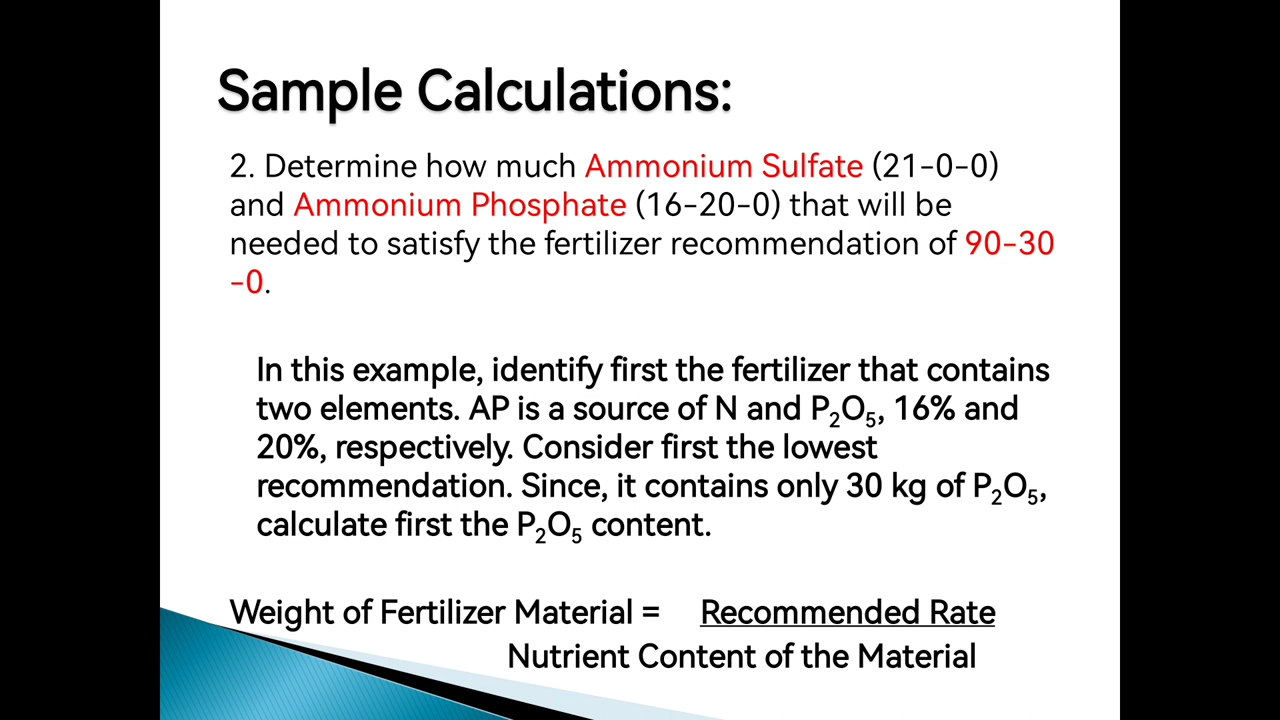 Sample Calculations:
2. Determine how much Ammonium Sulfate (21-0-0)
and Ammonium Phosphate (16-20-0) that will be
needed to satisfy the fertilizer recommendation of 90-30
-0.
In this example, identify first the fertilizer that contains
two elements. AP is a source of N and P₂O₅, 16% and
20%, respectively. Consider first the lowest
recommendation. Since, it contains only 30 kg of P₂O₅,
calculate first the P₂O₅ content.
Weight of Fertilizer Material = Recommended Rate
Nutrient Content of the Material